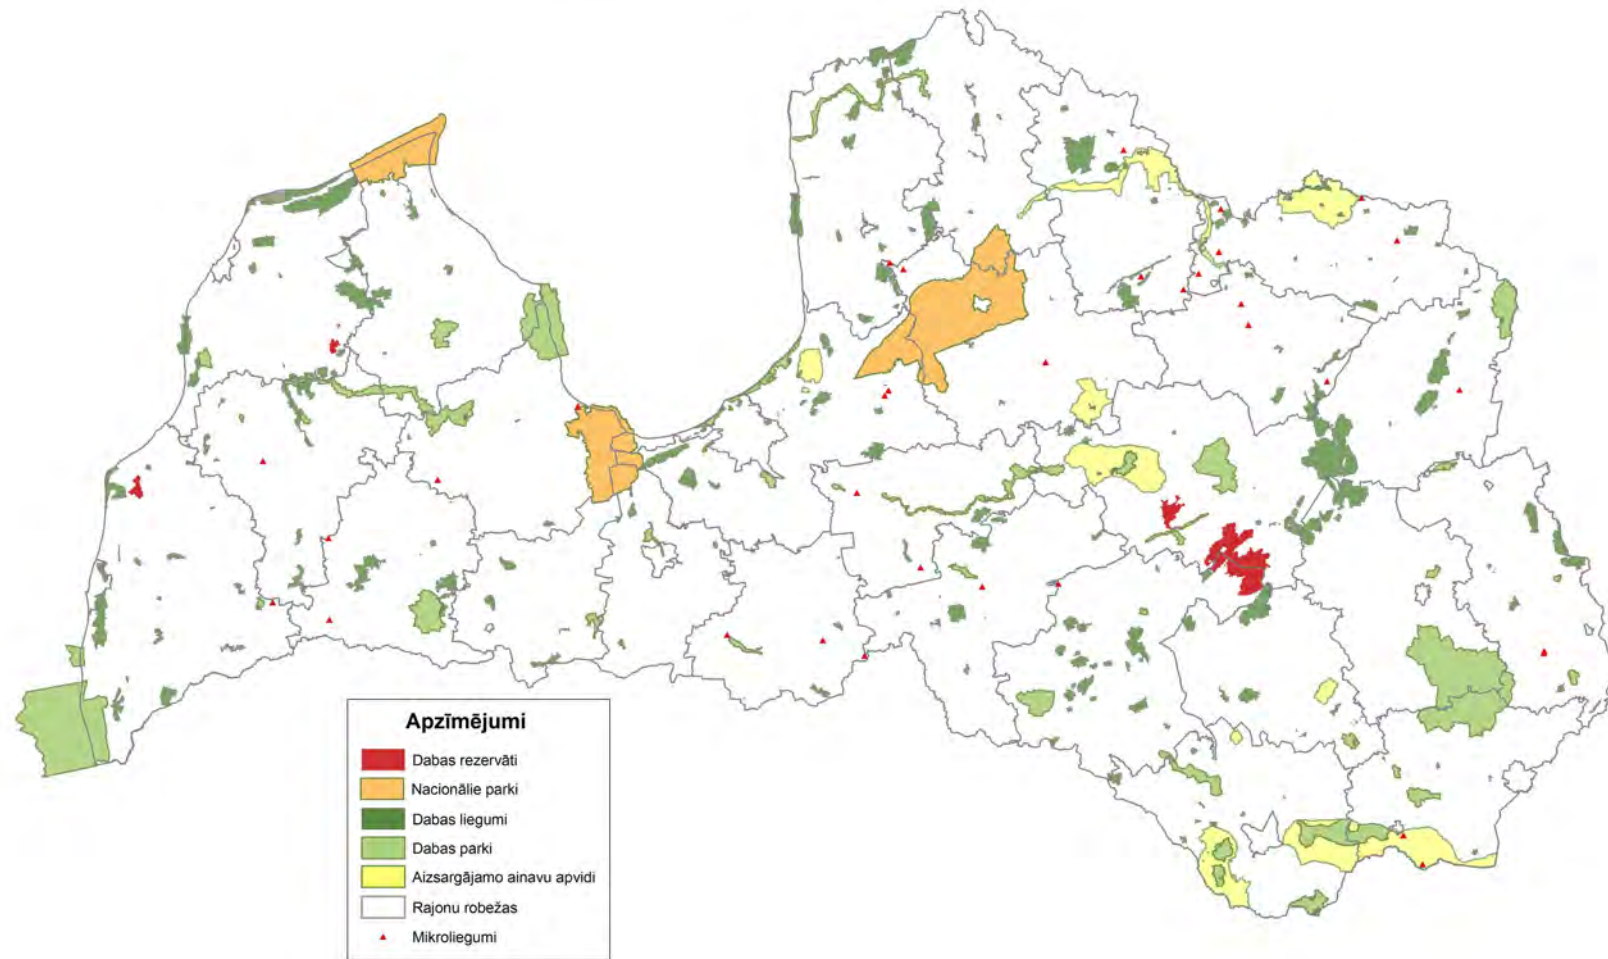 Apzīmējumi
Dabas rezervāti
Nacionālie parki
Dabas liegumi
Dabas parki
Aizsargājamo ainavu apvidi
Rajonu robežas
Mikroliegumi